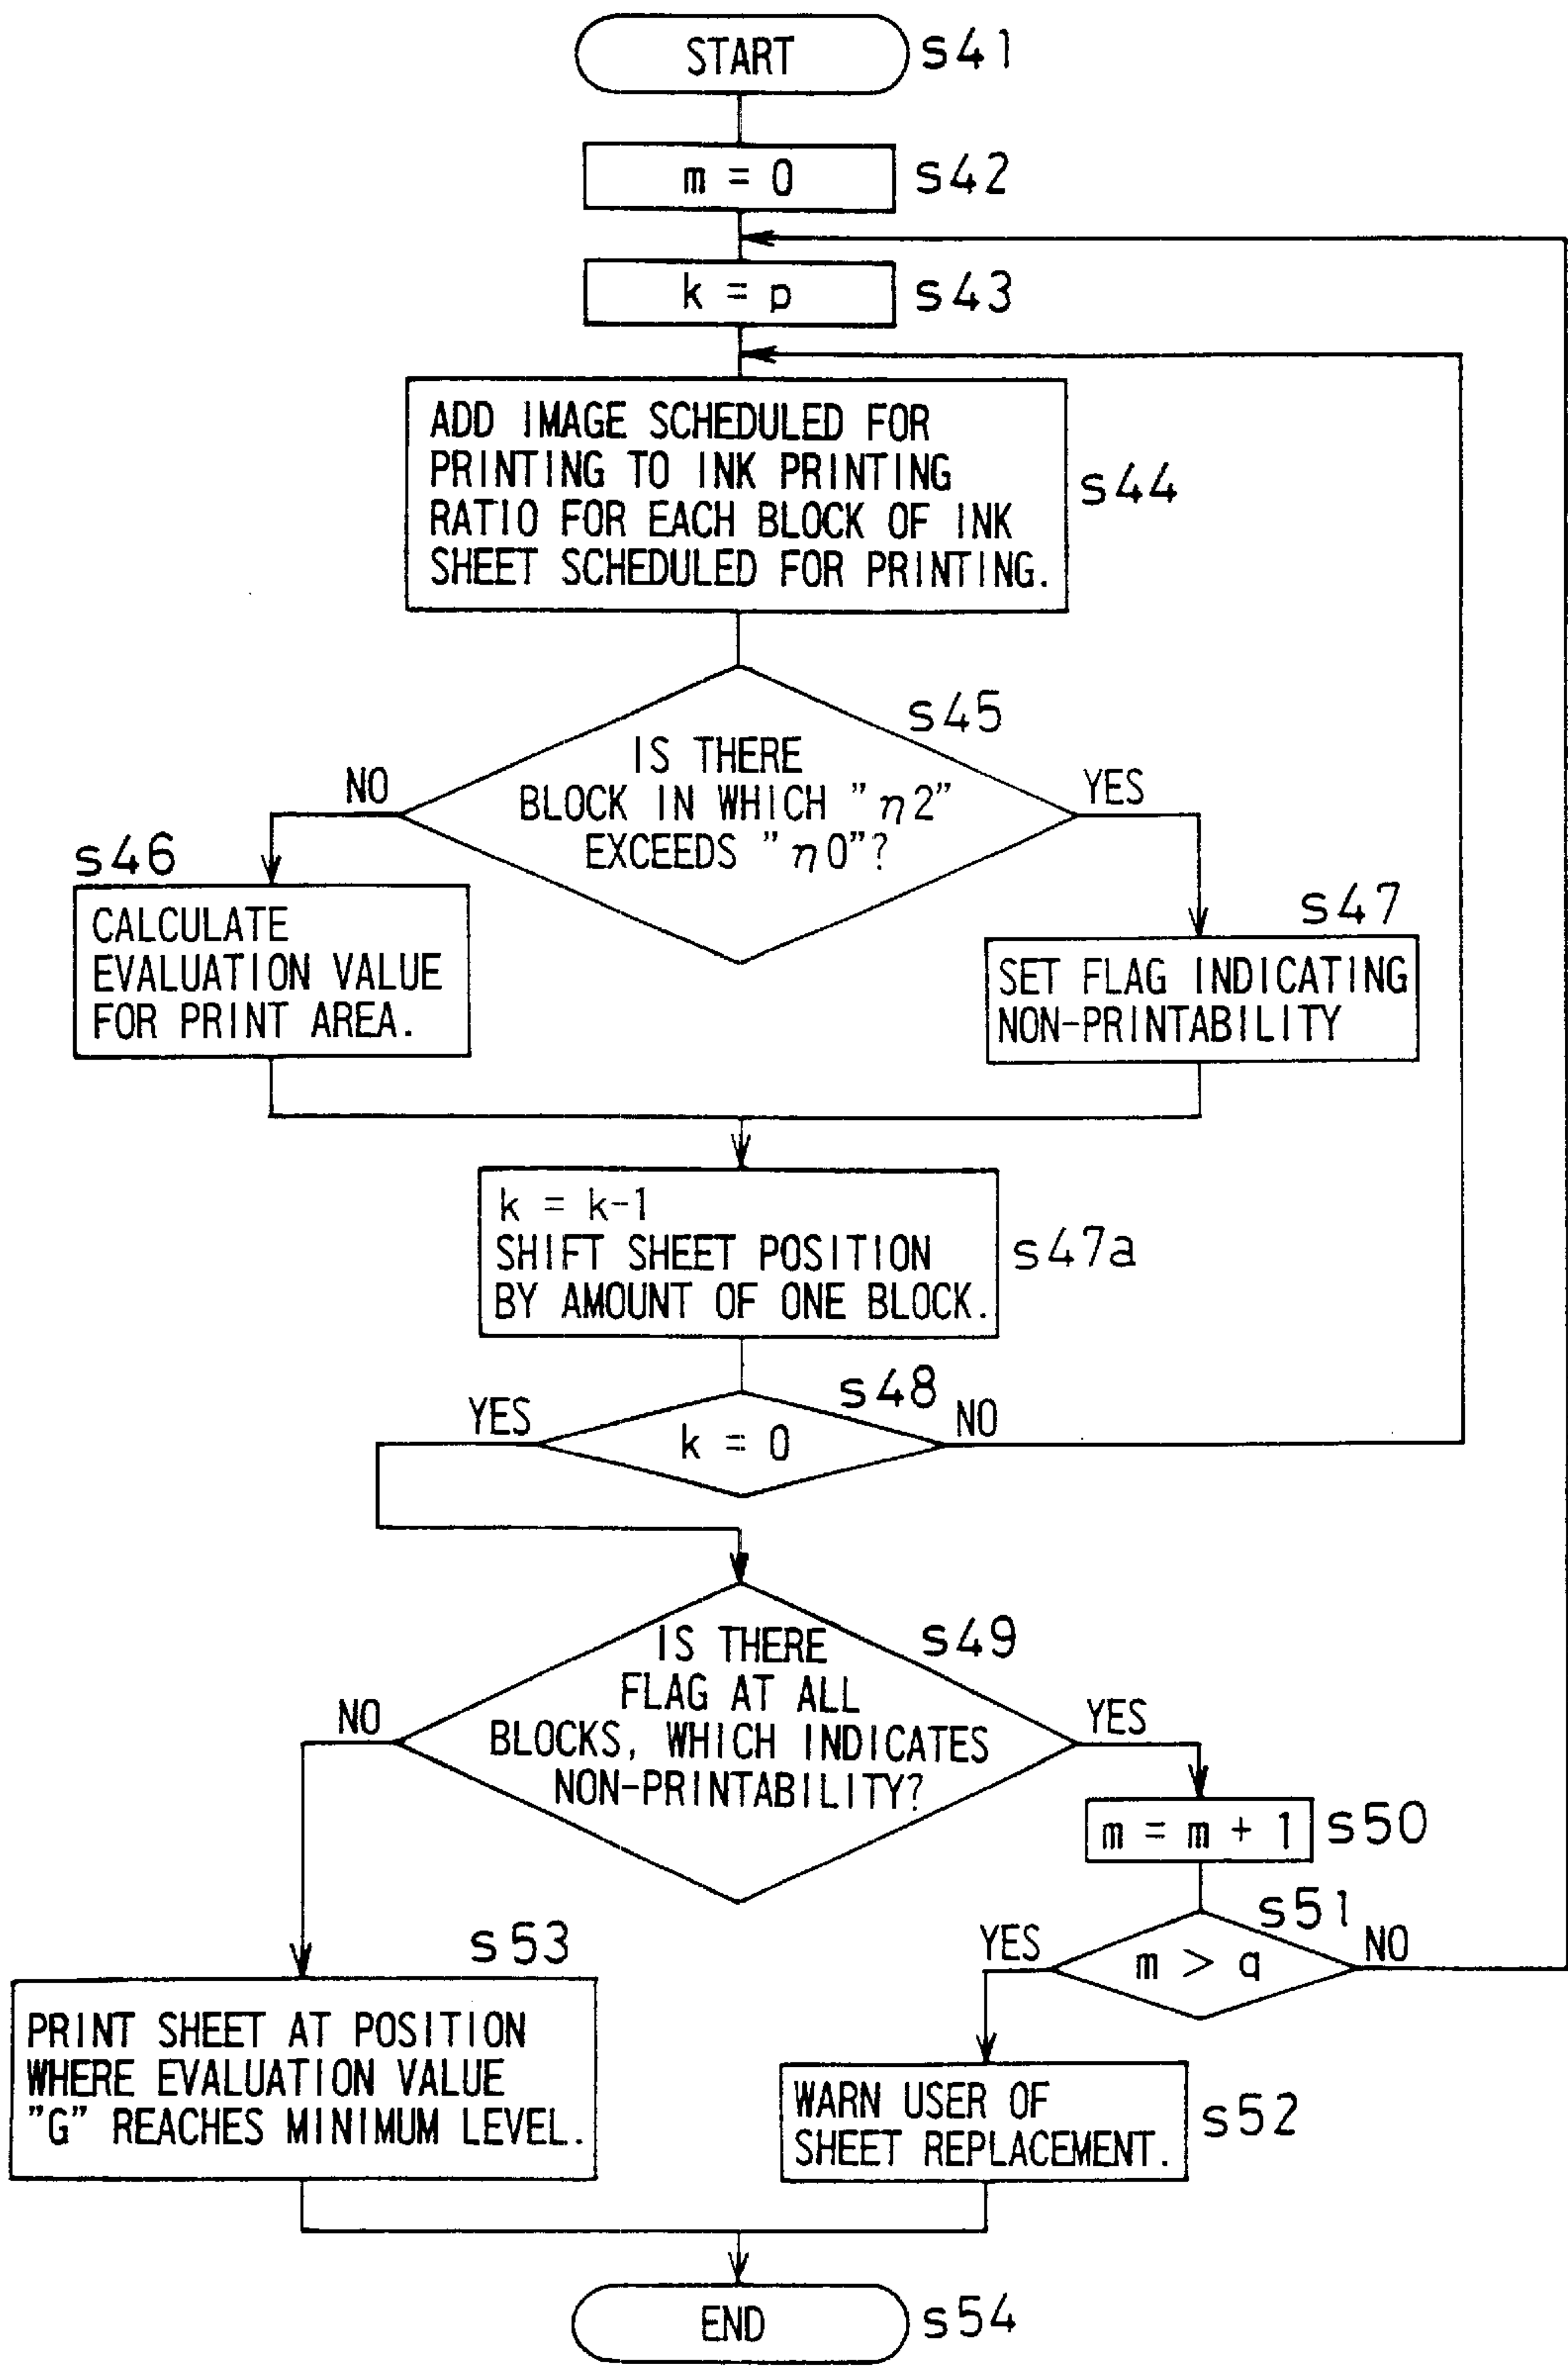 START
s41
m = 0
s42
k = p
s43
ADD IMAGE SCHEDULED FOR
PRINTING TO INK PRINTING
RATIO FOR EACH BLOCK OF INK
SHEET SCHEDULED FOR PRINTING.
s44
s45
IS THERE
BLOCK IN WHICH "η2"
EXCEEDS "η0"?
NO
YES
s46
CALCULATE
EVALUATION VALUE
FOR PRINT AREA.
s47
SET FLAG INDICATING
NON-PRINTABILITY
k = k-1
SHIFT SHEET POSITION
BY AMOUNT OF ONE BLOCK.
s47a
s48
YES
k = 0
NO
s49
IS THERE
FLAG AT ALL
BLOCKS, WHICH INDICATES
NON-PRINTABILITY?
NO
YES
m = m + 1
s50
s51
YES
m > q
NO
s53
PRINT SHEET AT POSITION
WHERE EVALUATION VALUE
"G" REACHES MINIMUM LEVEL.
WARN USER OF
SHEET REPLACEMENT.
s52
END
s54